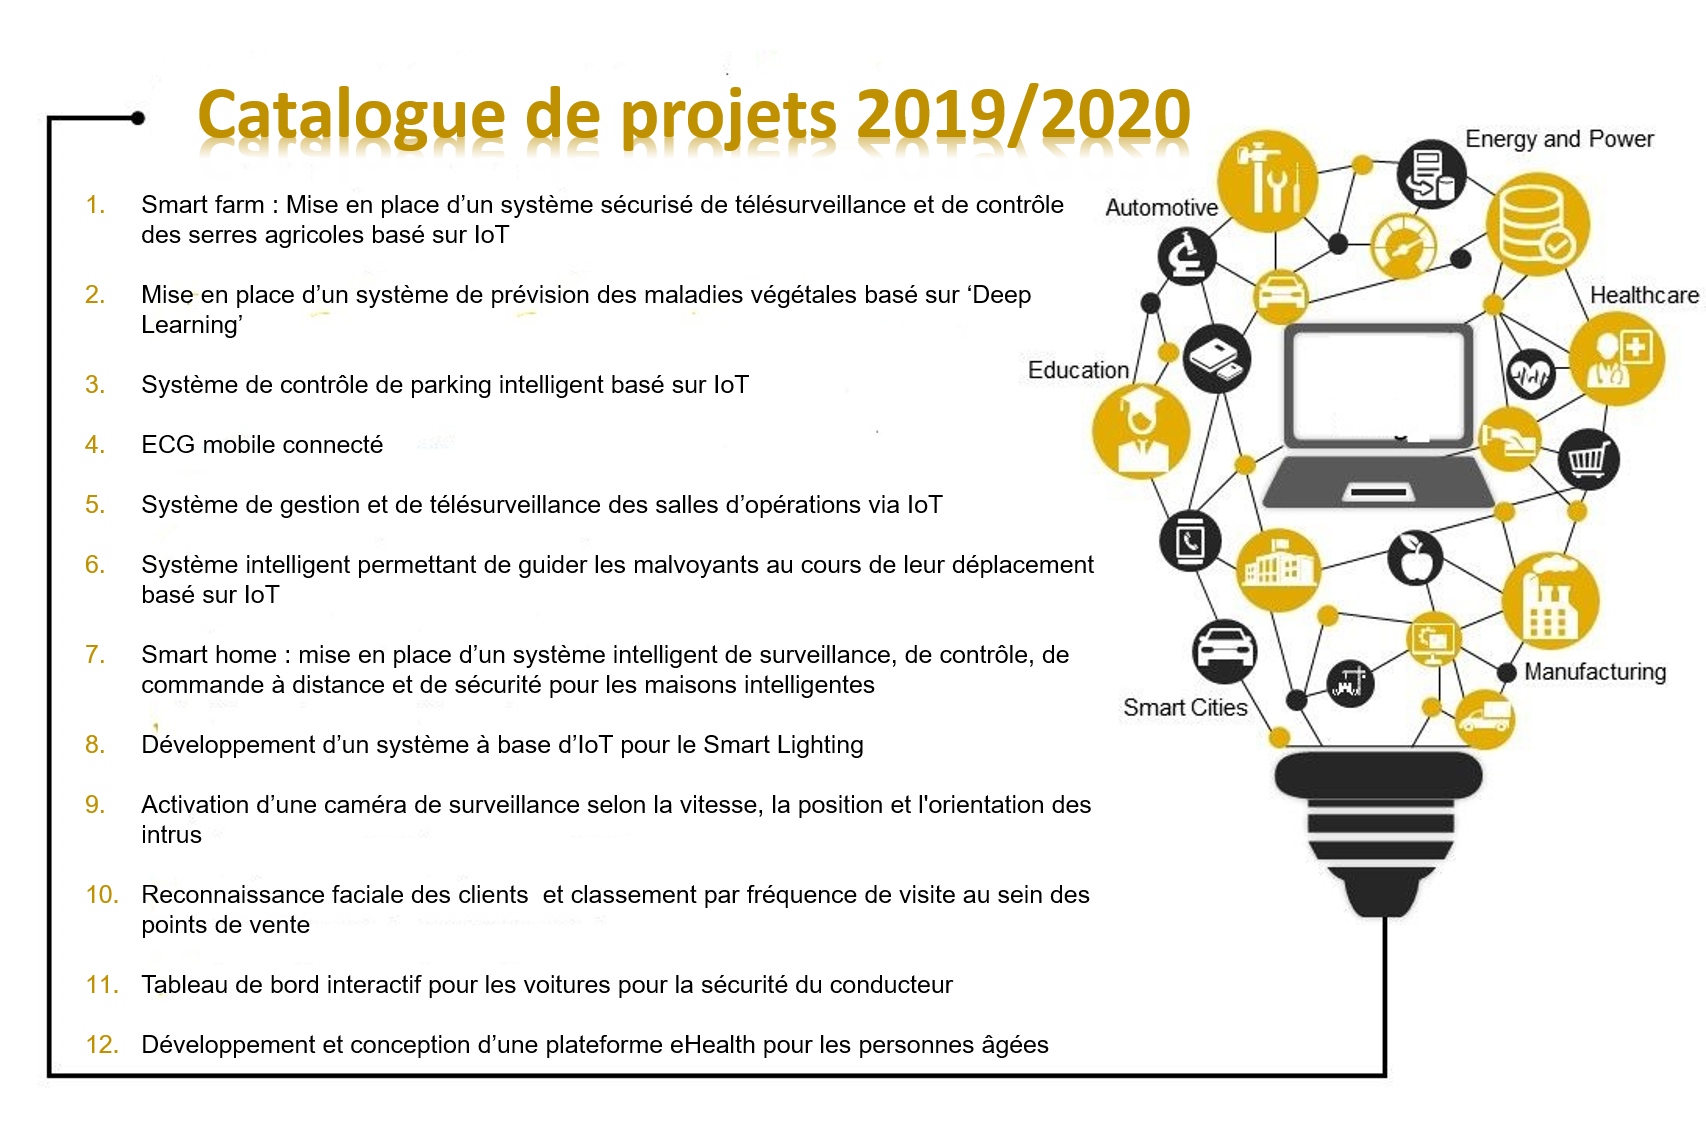 Catalogue de projets 2019/2020
1. Smart farm : Mise en place d’un système sécurisé de télésurveillance et de contrôle
des serres agricoles basé sur IoT
2. Mise en place d’un système de prévision des maladies végétales basé sur ‘Deep
Learning’
3. Système de contrôle de parking intelligent basé sur IoT
4. ECG mobile connecté
5. Système de gestion et de télésurveillance des salles d’opérations via IoT
6. Système intelligent permettant de guider les malvoyants au cours de leur déplacement
basé sur IoT
7. Smart home : mise en place d’un système intelligent de surveillance, de contrôle, de
commande à distance et de sécurité pour les maisons intelligentes
8. Développement d’un système à base d’IoT pour le Smart Lighting
9. Activation d’une caméra de surveillance selon la vitesse, la position et l'orientation des
intrus
10. Reconnaissance faciale des clients  et classement par fréquence de visite au sein des
points de vente
11. Tableau de bord interactif pour les voitures pour la sécurité du conducteur
12. Développement et conception d’une plateforme eHealth pour les personnes âgées
Energy and Power
Automotive
Healthcare
Education
Manufacturing
Smart Cities